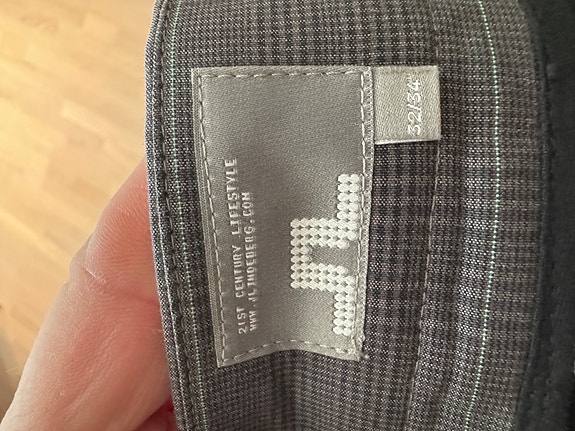 32/34
21ST CENTURY LIFESTYLE
WWW.JLINDEBERG.COM